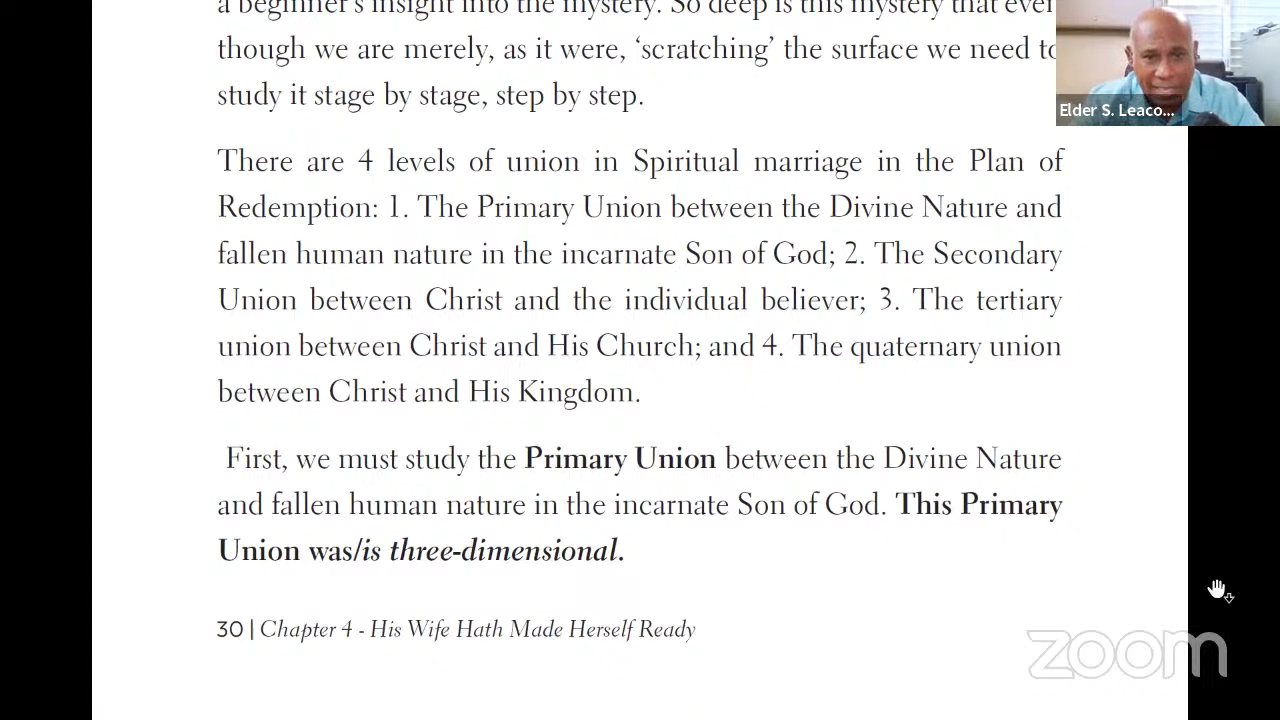 a beginner's insight into the mystery. So deep is this mystery that even
though we are merely, as it were, ‘scratching’ the surface we need to
study it stage by stage, step by step.
Elder S. Leaco...
There are 4 levels of union in Spiritual marriage in the Plan of
Redemption: 1. The Primary Union between the Divine Nature and
fallen human nature in the incarnate Son of God; 2. The Secondary
Union between Christ and the individual believer; 3. The tertiary
union between Christ and His Church; and 4. The quaternary union
between Christ and His Kingdom.
First, we must study the Primary Union between the Divine Nature
and fallen human nature in the incarnate Son of God. This Primary
Union was/is three-dimensional.
30 | Chapter 4 - His Wife Hath Made Herself Ready
zoom